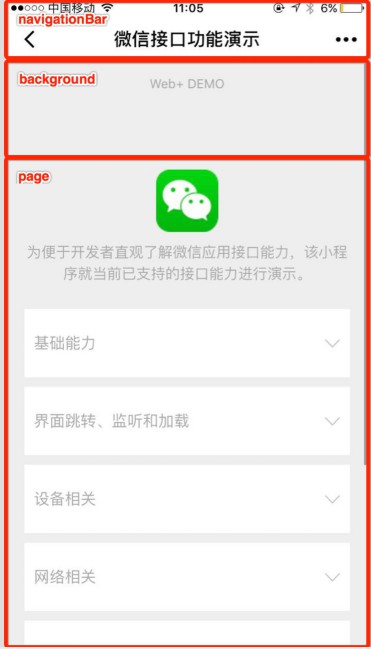 中国移动 11:05 6%
navigationBar
微信接口功能演示
background
Web+ DEMO
page
为便于开发者直观了解微信应用接口能力，该小程
序就当前已支持的接口能力进行演示。
基础能力
界面跳转、监听和加载
设备相关
网络相关